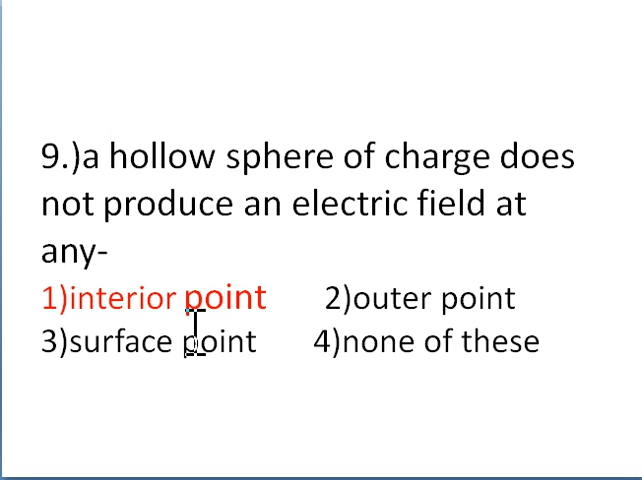 9.)a hollow sphere of charge does
not produce an electric field at
any-
1)interior point 2)outer point
3)surface point 4)none of these